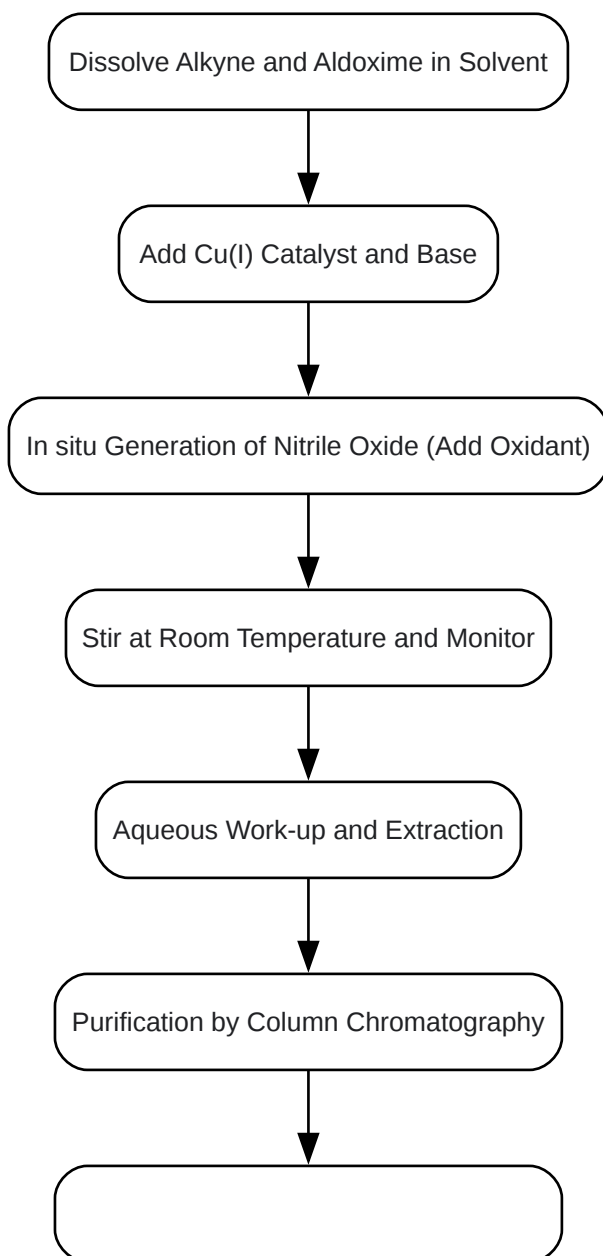 Dissolve Alkyne and Aldoxime in Solvent
Add Cu(I) Catalyst and Base
In situ Generation of Nitrile Oxide (Add Oxidant)
Stir at Room Temperature and Monitor
Aqueous Work-up and Extraction
Purification by Column Chromatography